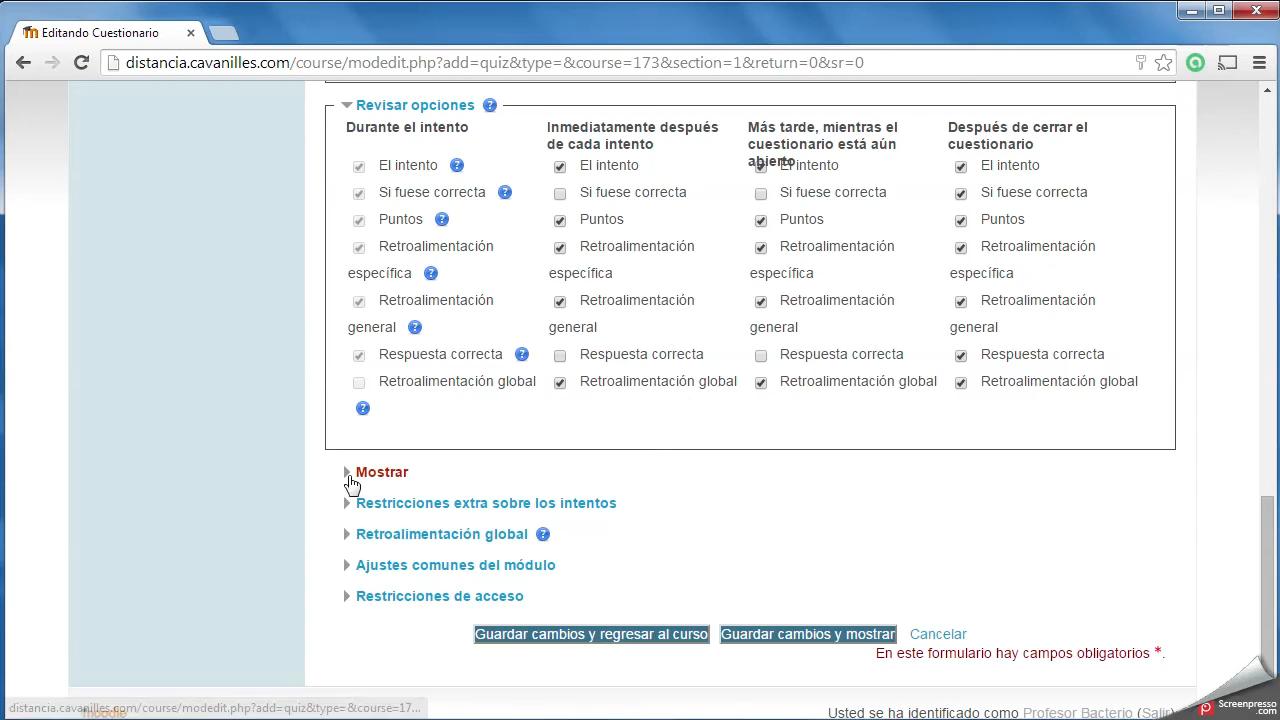 Editando Cuestionario
distancia.cavanilles.com/course/modedit.php?add=quiz&type=&course=173&section=1&return=0&sr=0
Revisar opciones
Durante el intento
El intento
Si fuese correcta
Puntos
Retroalimentación
específica
Retroalimentación
general
Respuesta correcta
Retroalimentación global
Inmediatamente después
de cada intento
El intento
Si fuese correcta
Puntos
Retroalimentación
específica
Retroalimentación
general
Respuesta correcta
Retroalimentación global
Más tarde, mientras el
cuestionario está aún
abierto
El intento
Si fuese correcta
Puntos
Retroalimentación
específica
Retroalimentación
general
Respuesta correcta
Retroalimentación global
Después de cerrar el
cuestionario
El intento
Si fuese correcta
Puntos
Retroalimentación
específica
Retroalimentación
general
Respuesta correcta
Retroalimentación global
Mostrar
Restricciones extra sobre los intentos
Retroalimentación global
Ajustes comunes del módulo
Restricciones de acceso
Guardar cambios y regresar al curso Guardar cambios y mostrar Cancelar
En este formulario hay campos obligatorios *.
distancia.cavanilles.com/course/modedit.php?add=quiz&type=&course=17...
moodle
Usted se ha identificado como Profesor Bacterio (Salir)
Screenpresso
.com